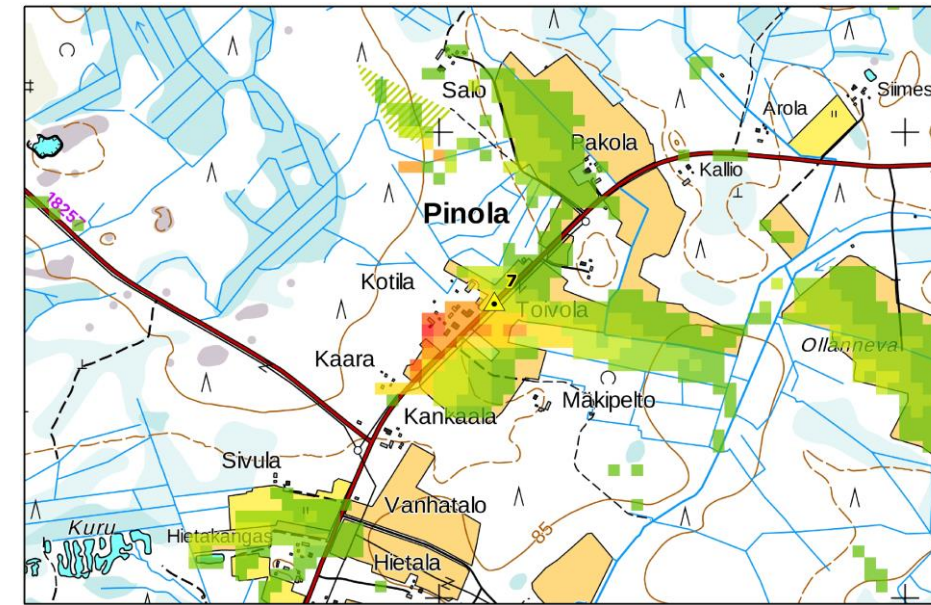 Salo
Siimes
Arola
Pakola
Kallio
18257
Pinola
Kotila
7
Toivola
Kaara
Ollanneva
Mäkipelto
Kankaala
Sivula
Vanhatalo
Kuru
Hietakangas
85
Hietala